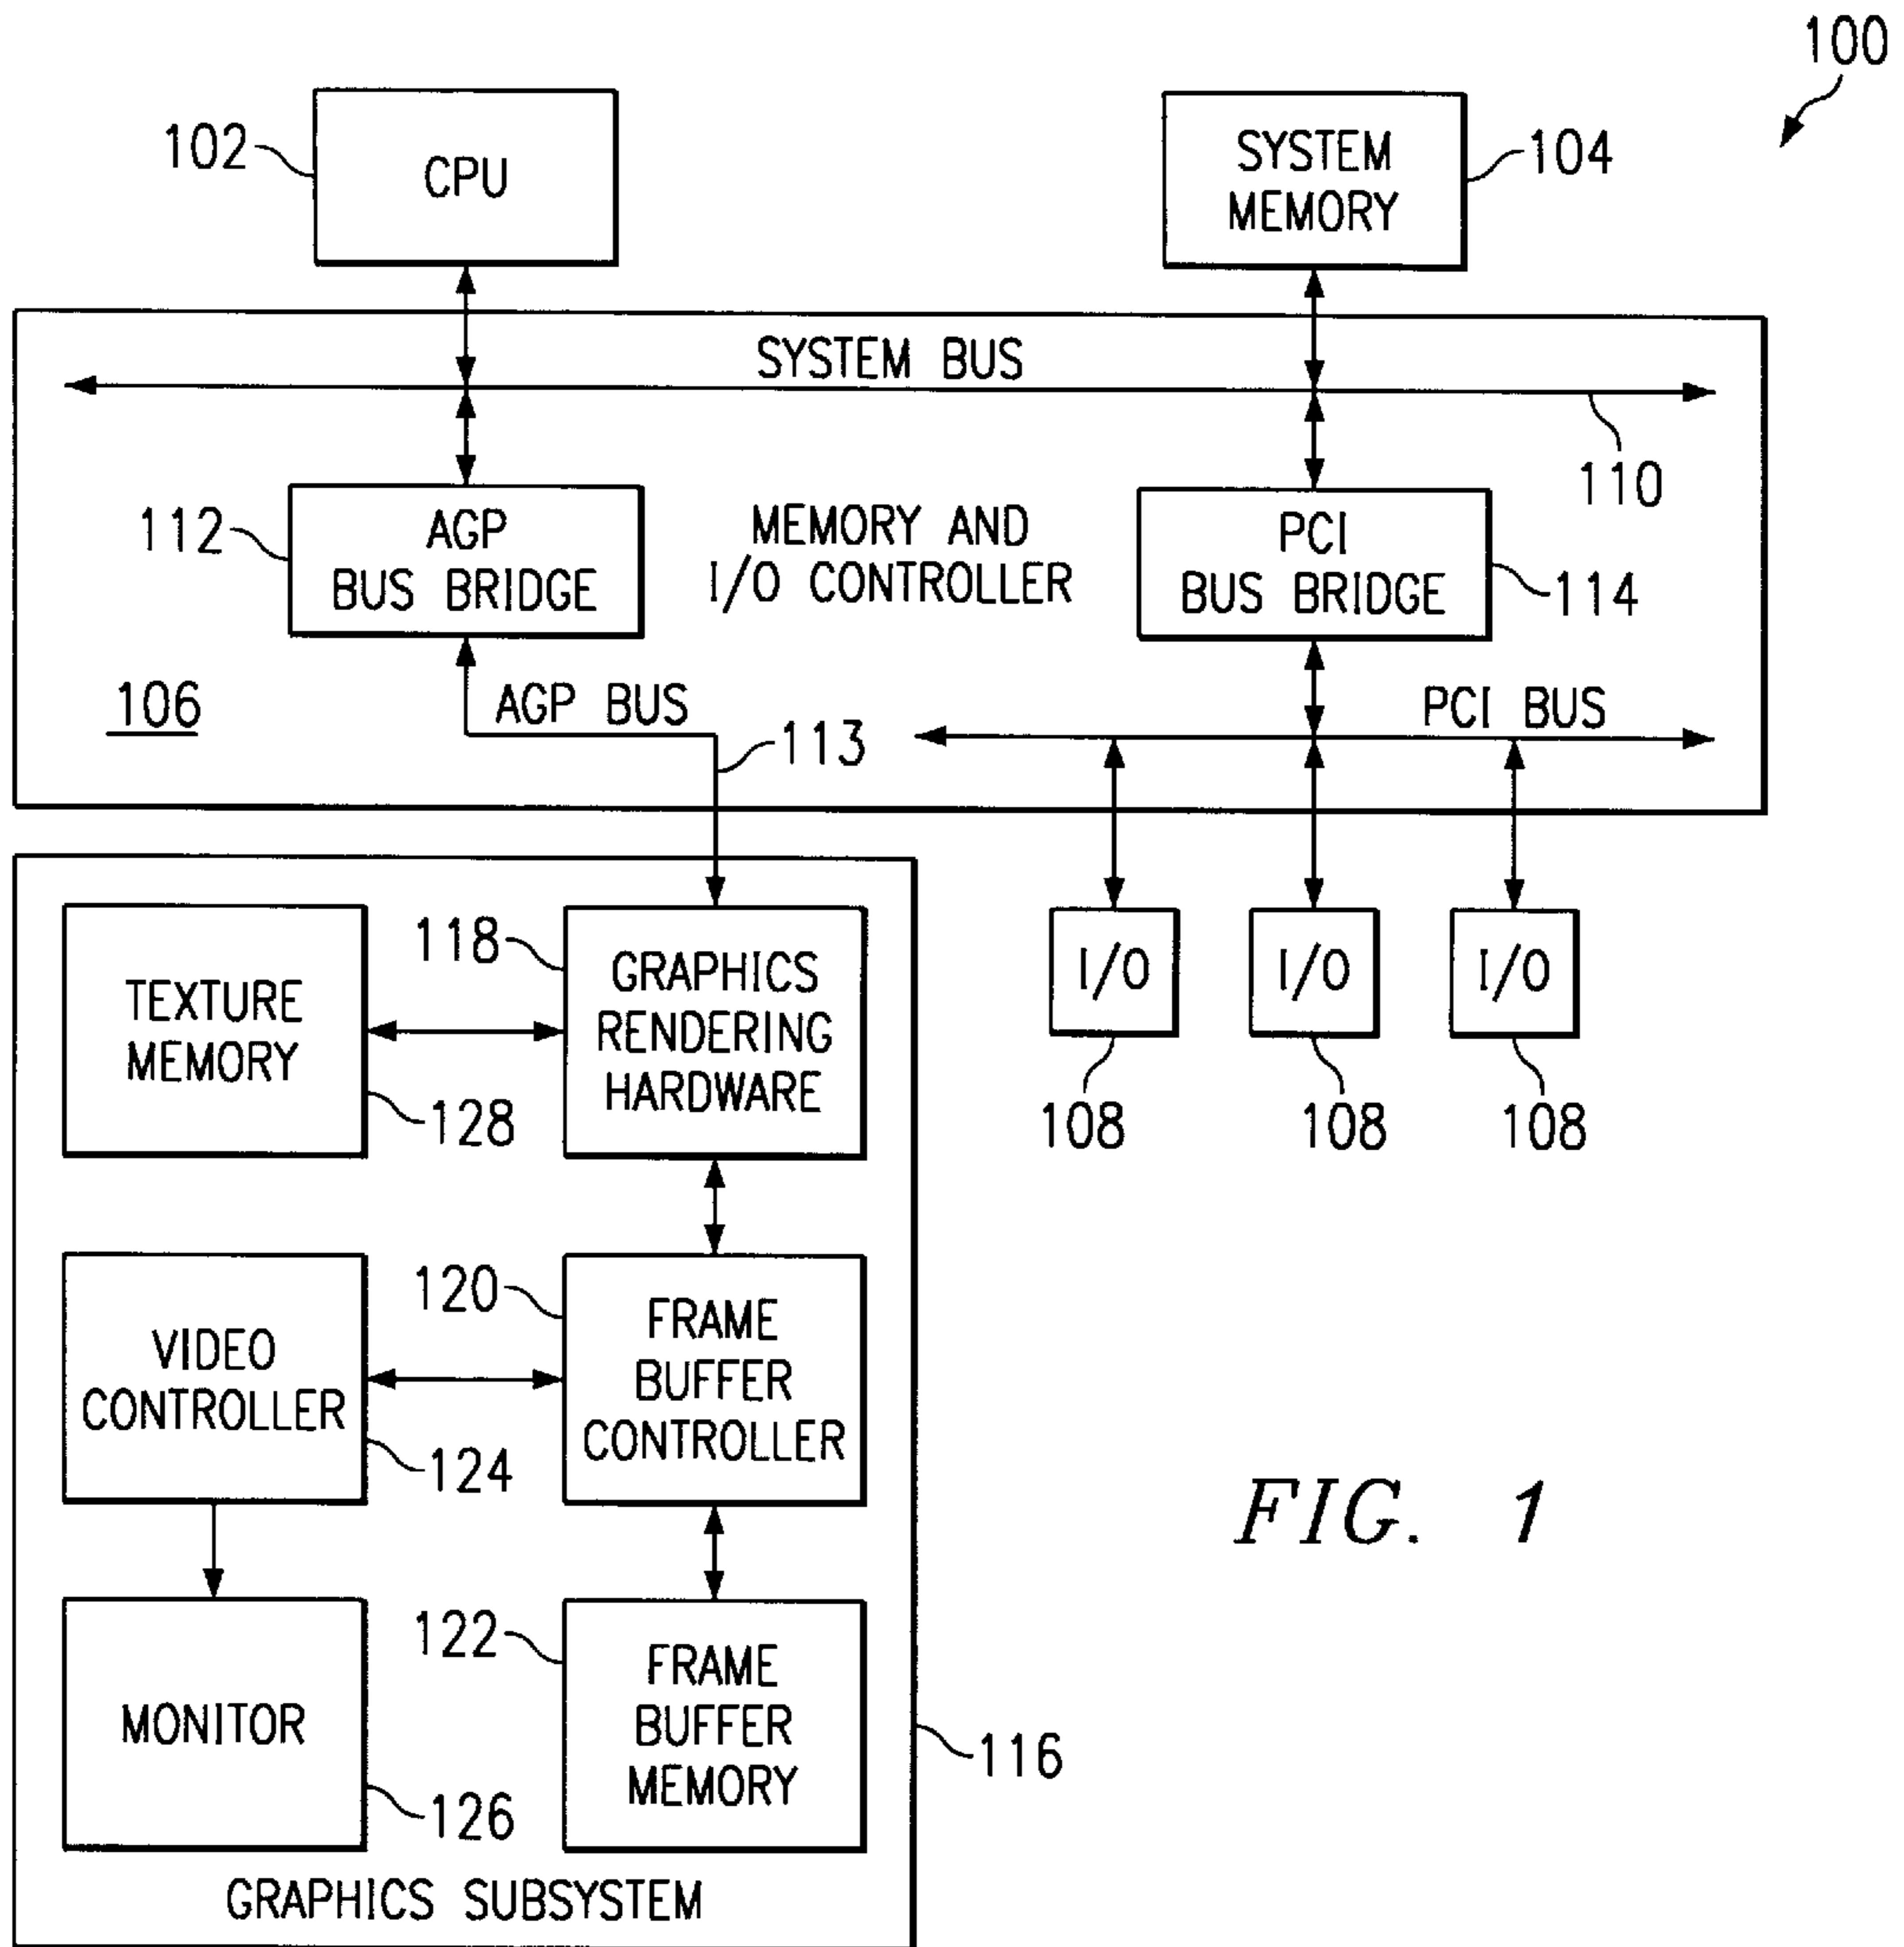 100
102
CPU
SYSTEM
MEMORY
104
SYSTEM BUS
110
112
AGP
BUS BRIDGE
MEMORY AND
I/O CONTROLLER
PCI
BUS BRIDGE
114
106
AGP BUS
113
PCI BUS
TEXTURE
MEMORY
128
118
GRAPHICS
RENDERING
HARDWARE
I/O
I/O
I/O
108
108
108
VIDEO
CONTROLLER
124
120
FRAME
BUFFER
CONTROLLER
FIG. 1
MONITOR
126
122
FRAME
BUFFER
MEMORY
116
GRAPHICS SUBSYSTEM